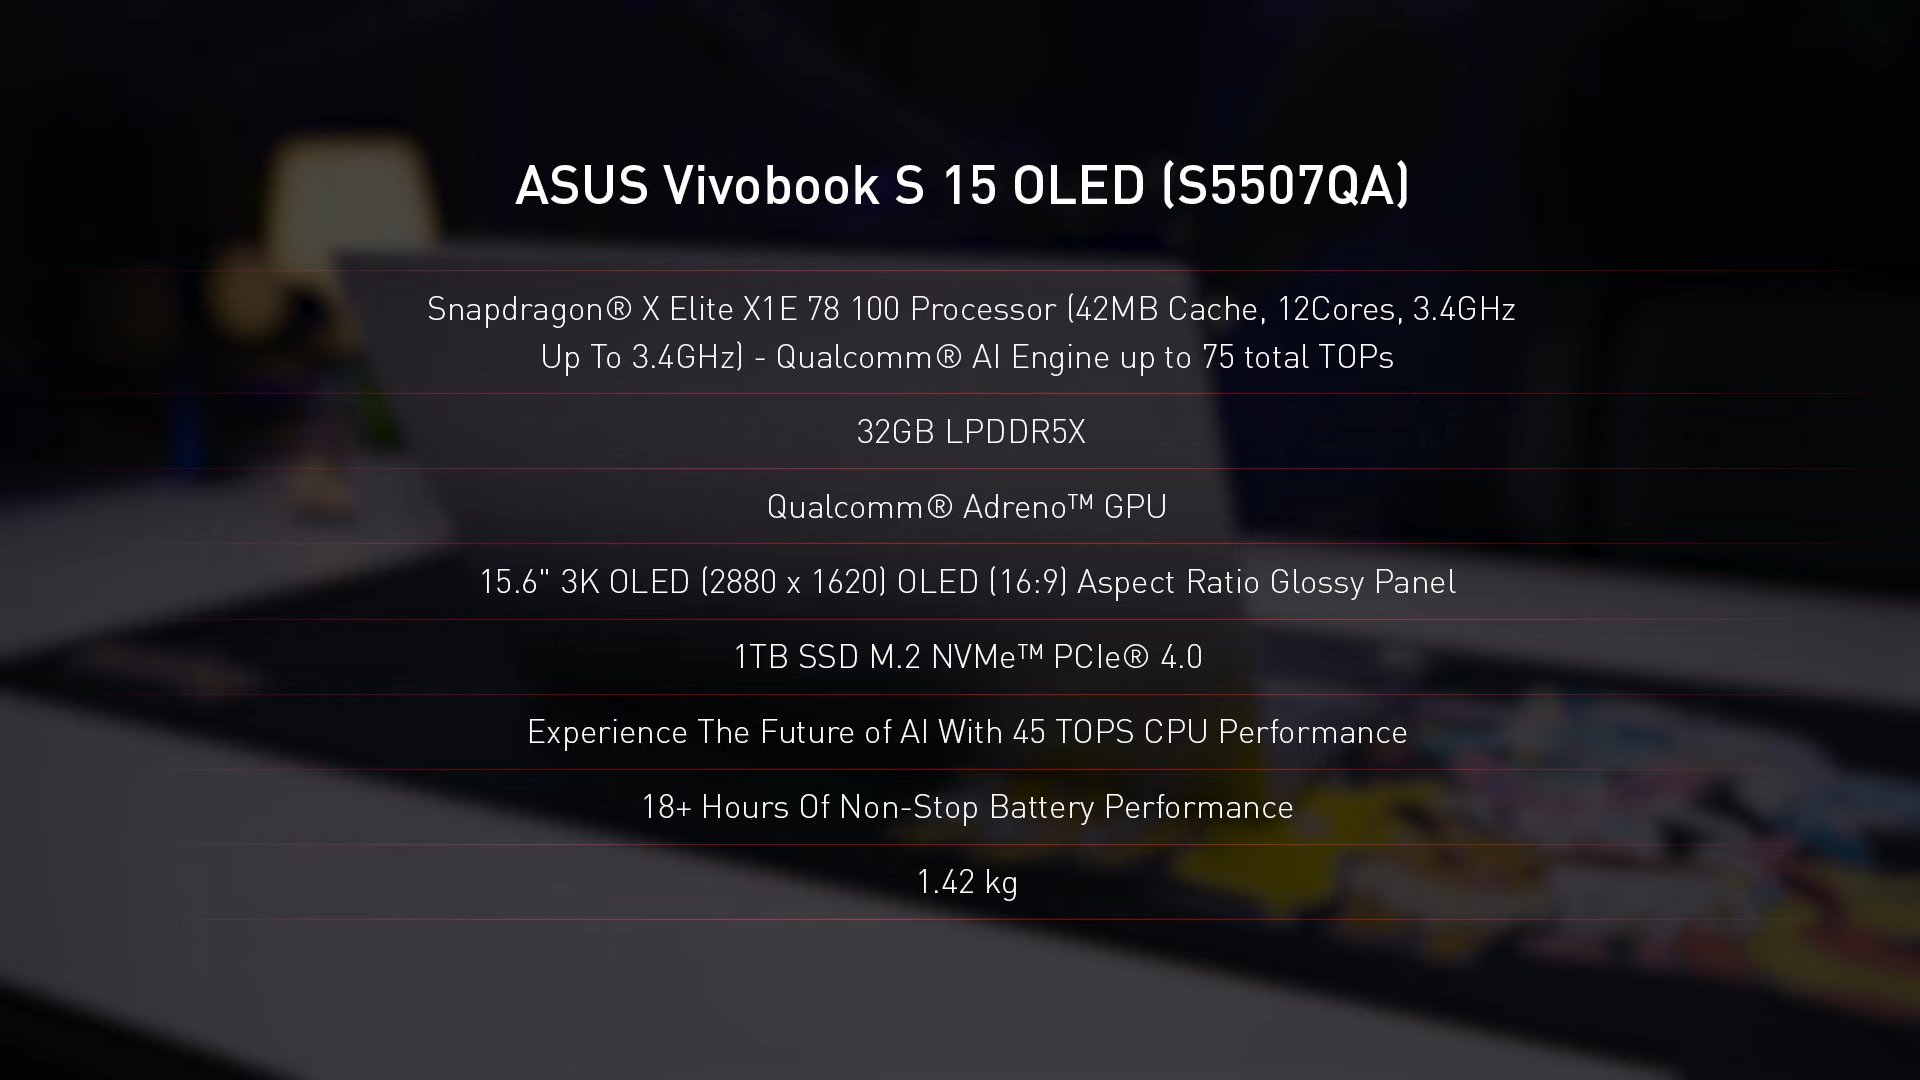 ASUS Vivobook S 15 OLED (S5507QA)
Snapdragon® X Elite X1E 78 100 Processor (42MB Cache, 12Cores, 3.4GHz
Up To 3.4GHz) - Qualcomm® AI Engine up to 75 total TOPs
32GB LPDDR5X
Qualcomm® Adreno™ GPU
15.6" 3K OLED (2880 x 1620) OLED (16:9) Aspect Ratio Glossy Panel
1TB SSD M.2 NVMe™ PCIe® 4.0
Experience The Future of AI With 45 TOPS CPU Performance
18+ Hours Of Non-Stop Battery Performance
1.42 kg